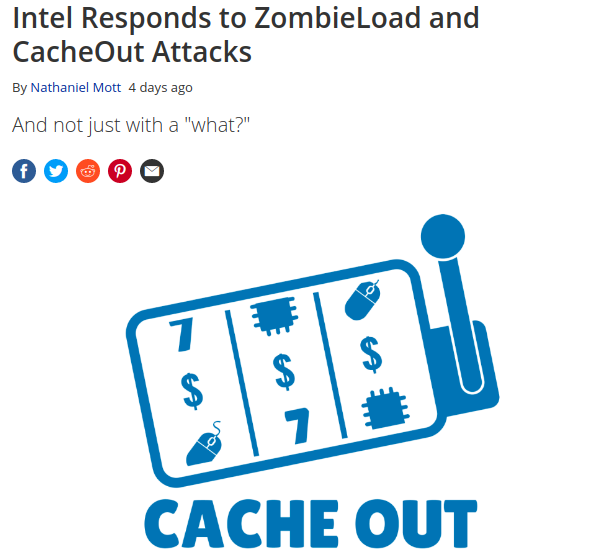 Intel Responds to ZombieLoad and
CacheOut Attacks
By Nathaniel Mott 4 days ago
And not just with a "what?"
7
$ $ $
7
CACHE OUT